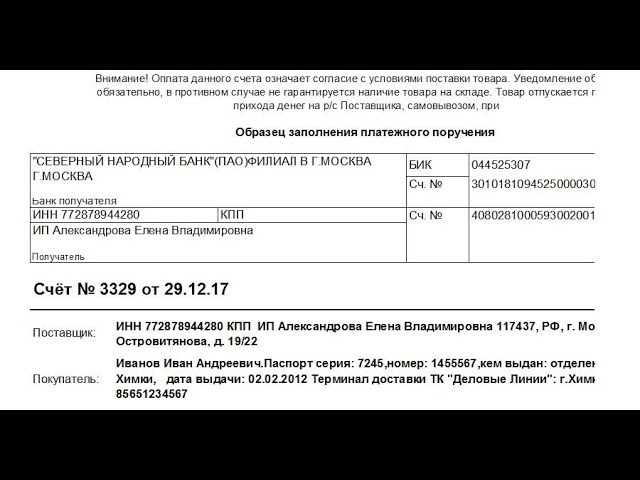 Внимание! Оплата данного счета означает согласие с условиями поставки товара. Уведомление об
обязательно, в противном случае не гарантируется наличие товара на складе. Товар отпускается п
прихода денег на р/с Поставщика, самовывозом, при
Образец заполнения платежного поручения
"СЕВЕРНЫЙ НАРОДНЫЙ БАНК"(ПАО)ФИЛИАЛ В Г.МОСКВА БИК 044525307
Г.МОСКВА Сч. № 3010181094525000030
Банк получателя
ИНН 772878944280 КПП Сч. № 4080281000593002001
ИП Александрова Елена Владимировна
Получатель
Счёт № 3329 от 29.12.17
Поставщик: ИНН 772878944280 КПП ИП Александрова Елена Владимировна 117437, РФ, г. Мо
Островитянова, д. 19/22
Иванов Иван Андреевич.Паспорт серия: 7245,номер: 1455567,кем выдан: отделен
Покупатель: Химки, дата выдачи: 02.02.2012 Терминал доставки ТК "Деловые Линии": г.Химк
85651234567